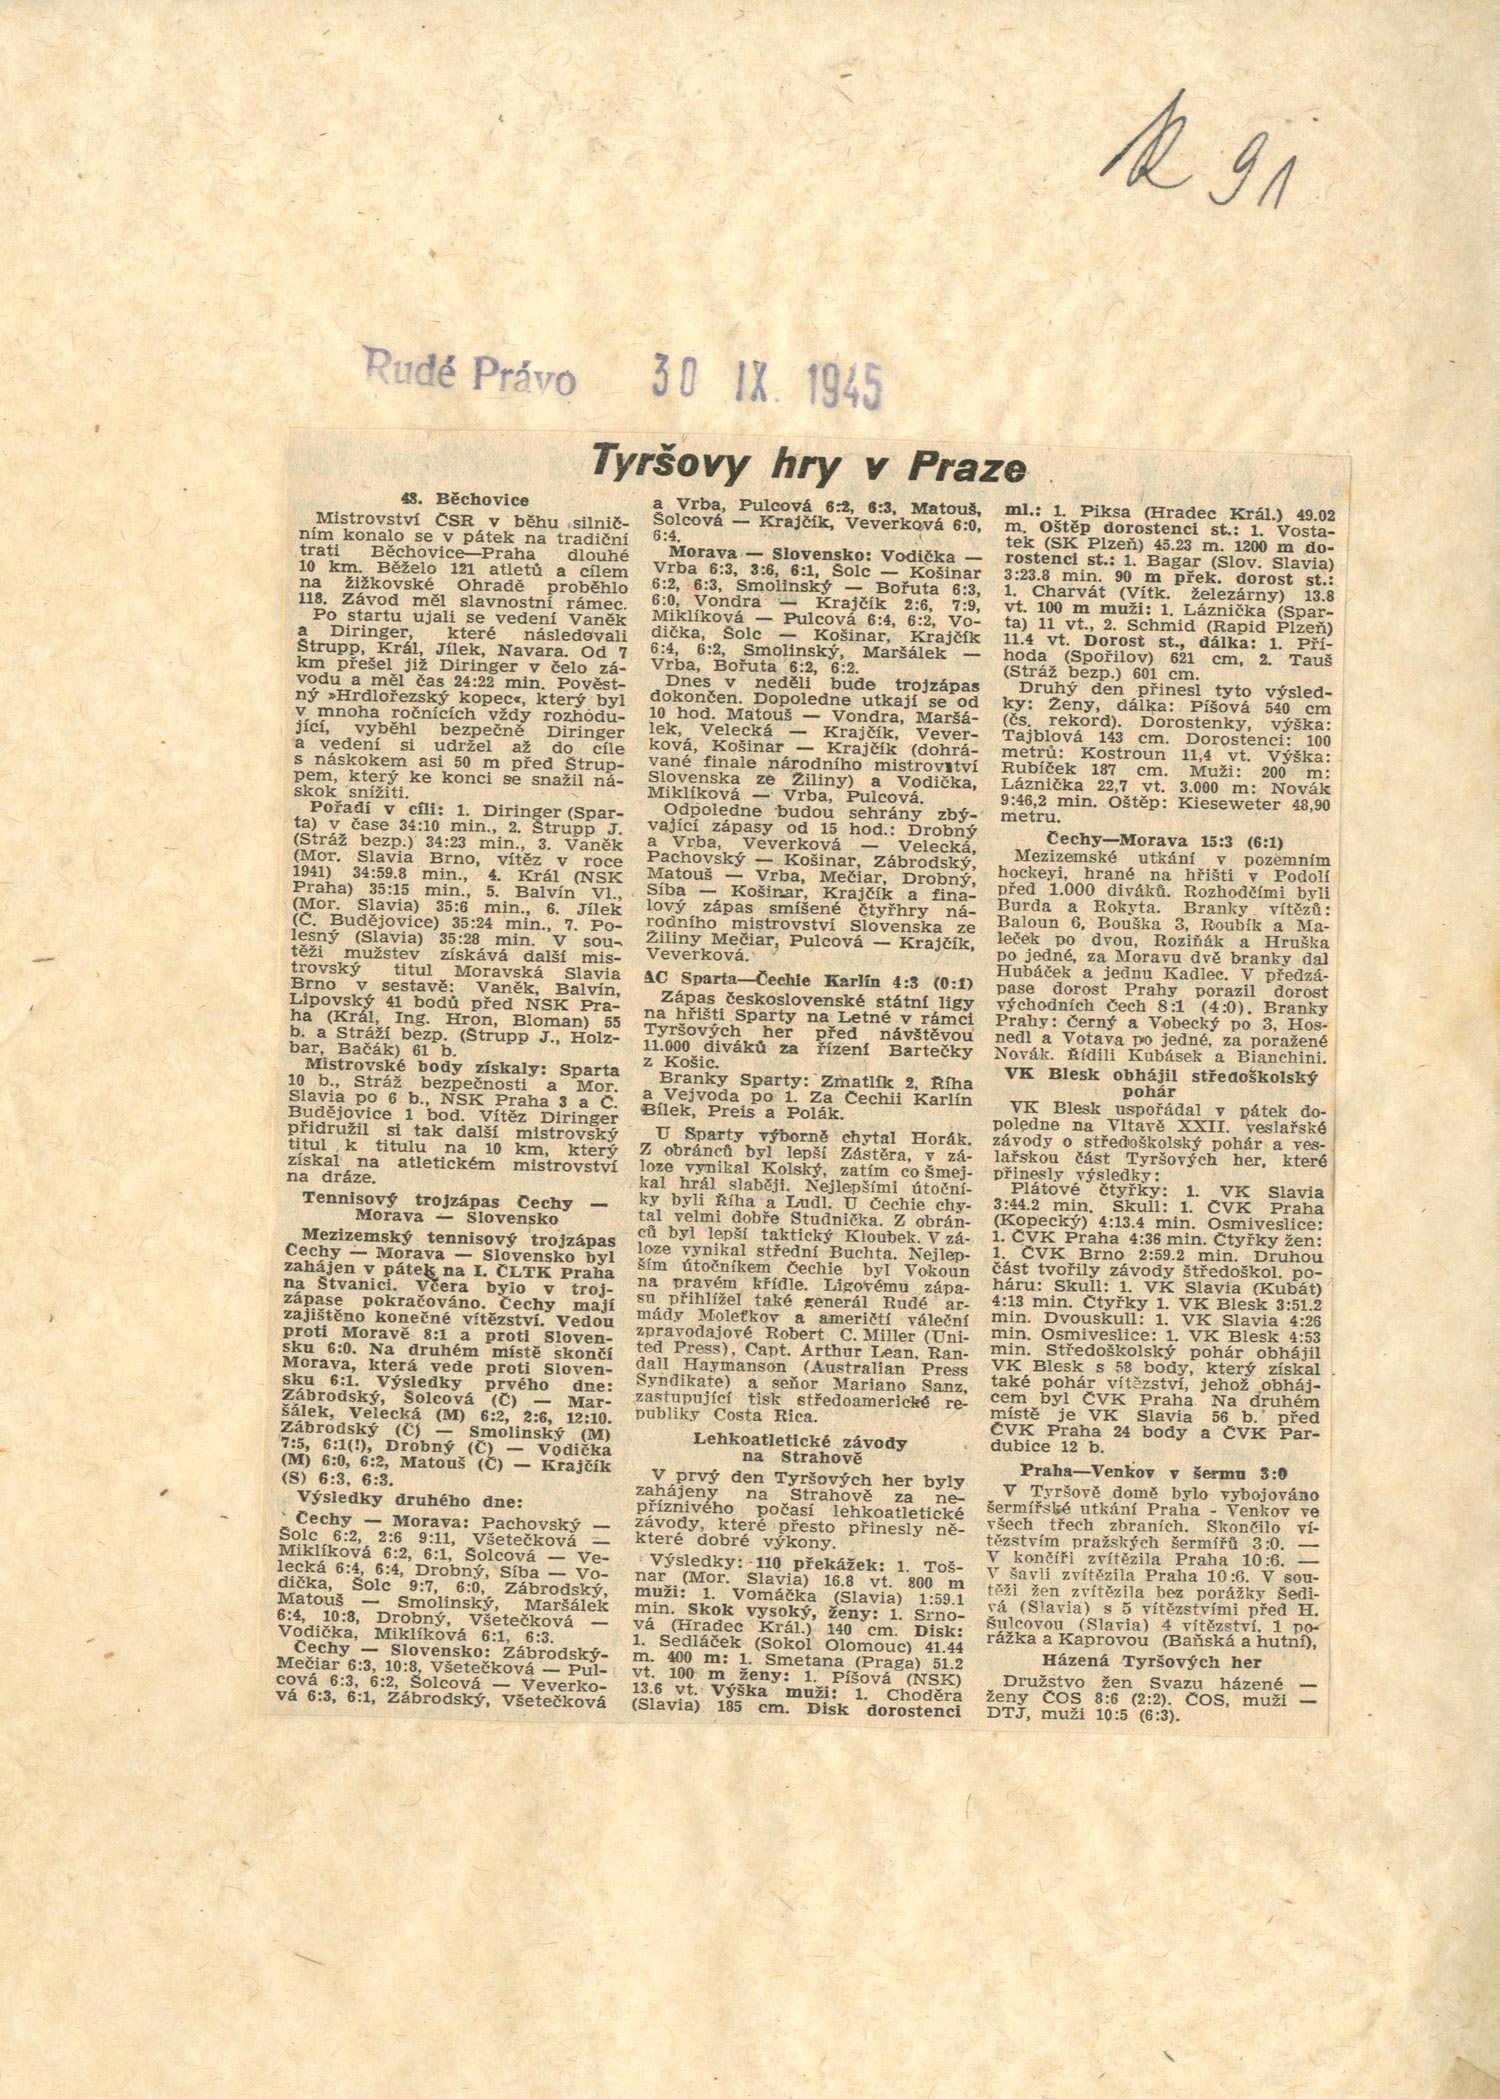 R 91
Rudé Právo 30 IX. 1945
Tyršovy hry v Praze
48. Běchovice
Mistrovství ČSR v běhu silnič-
ním konalo se v pátek na tradiční
trati Běchovice—Praha dlouhé
10 km. Běželo 121 atletů a cílem
na žižkovské Ohradě proběhlo
118. Závod měl slavnostní rámec.
Po startu ujali se vedení Vaněk
a Diringer, které následovali
Štrupp, Král, Jílek, Navara. Od 7
km přešel již Diringer v čelo zá-
vodu a měl čas 24:22 min. Pověst-
ný »Hrdlořezský kopec«, který byl
v mnoha ročnících vždy rozhodu-
jící, vyběhl bezpečně Diringer
a vedení si udržel až do cíle
s náskokem asi 50 m před Štrup-
pem, který ke konci se snažil ná-
skok snížiti.
Pořadí v cíli: 1. Diringer (Spar-
ta) v čase 34:10 min., 2. Štrupp J.
(Stráž bezp.) 34:23 min., 3. Vaněk
(Mor. Slavia Brno, vítěz v roce
1941) 34:59.8 min., 4. Král (NSK
Praha) 35:15 min., 5. Balvín Vl.,
(Mor. Slavia) 35:6 min., 6. Jílek
(Č. Budějovice) 35:24 min., 7. Po-
lesný (Slavia) 35:28 min. V sou-
těži mužstev získává další mis-
trovský titul Moravská Slavia
Brno v sestavě: Vaněk, Balvín,
Lipovský 41 bodů před NSK Pra-
ha (Král, Ing. Hron, Bloman) 55
b. a Stráží bezp. (Strupp J., Holz-
bar, Bačák) 61 b.
Mistrovské body získaly: Sparta
10 b., Stráž bezpečnosti a Mor.
Slavia po 6 b., NSK Praha 3 a Č.
Budějovice 1 bod. Vítěz Diringer
přidružil si tak další mistrovský
titul k titulu na 10 km, který
získal na atletickém mistrovství
na dráze.
Tennisový trojzápas Čechy —
Morava — Slovensko
Mezizemský tennisový trojzápas
Čechy — Morava — Slovensko byl
zahájen v pátek na I. ČLTK Praha
na Štvanici. Včera bylo v troj-
zápase pokračováno. Čechy mají
zajištěno konečné vítězství. Vedou
proti Moravě 8:1 a proti Sloven-
sku 6:0. Na druhém místě skončí
Morava, která vede proti Sloven-
sku 6:1. Výsledky prvého dne:
Zábrodský, Šolcová (Č) — Mar-
šálek, Velecká (M) 6:2, 2:6, 12:10.
Zábrodský (Č) — Smolinský (M)
7:5, 6:1(!), Drobný (Č) — Vodička
(M) 6:0, 6:2, Matouš (Č) — Krajčík
(S) 6:3, 6:3.
Výsledky druhého dne:
Čechy — Morava: Pachovský —
Šolc 6:2, 2:6 9:11, Všetečková —
Miklíková 6:2, 6:1, Šolcová — Ve-
lecká 6:4, 6:4, Drobný, Síba — Vo-
dička, Šolc 9:7, 6:0, Zábrodský,
Matouš — Smolinský, Maršálek
6:4, 10:8, Drobný, Všetečková —
Vodička, Miklíková 6:1, 6:3.
Čechy — Slovensko: Zábrodský-
Mečiar 6:3, 10:8, Všetečková — Pul-
cová 6:3, 6:2, Šolcová — Veverko-
vá 6:3, 6:1, Zábrodský, Všetečková
a Vrba, Pulcová 6:2, 6:3, Matouš,
Šolcová — Krajčík, Veverková 6:0,
6:4.
Morava — Slovensko: Vodička —
Vrba 6:3, 3:6, 6:1, Šolc — Košinar
6:2, 6:3, Smolinský — Bořuta 6:3,
6:0, Vondra — Krajčík 2:6, 7:9,
Miklíková — Pulcová 6:4, 6:2, Vo-
dička, Šolc — Košinar, Krajčík
6:4, 6:2, Smolinský, Maršálek —
Vrba, Bořuta 6:2, 6:2.
Dnes v neděli bude trojzápas
dokončen. Dopoledne utkají se od
10 hod. Matouš — Vondra, Maršá-
lek, Velecká — Krajčík, Vever-
ková, Košinar — Krajčík (dohrá-
vané finale národního mistrovství
Slovenska ze Žiliny) a Vodička,
Miklíková — Vrba, Pulcová.
Odpoledne budou sehrány zbý-
vající zápasy od 15 hod.: Drobný
a Vrba, Veverková — Velecká,
Pachovský — Košinar, Zábrodský,
Matouš — Vrba, Mečiar, Drobný,
Síba — Košinar, Krajčík a fina-
lový zápas smíšené čtyřhry ná-
rodního mistrovství Slovenska ze
Žiliny Mečiar, Pulcová — Krajčík,
Veverková.
AC Sparta—Čechie Karlín 4:3 (0:1)
Zápas československé státní ligy
na hřišti Sparty na Letné v rámci
Tyršových her před návštěvou
11.000 diváků za řízení Bartečky
z Košic.
Branky Sparty: Zmatlík 2, Říha
a Vejvoda po 1. Za Čechii Karlín
Bílek, Preis a Polák.
U Sparty výborně chytal Horák.
Z obránců byl lepší Zástěra, v zá-
loze vynikal Kolský, zatím co Šmej-
kal hrál slaběji. Nejlepšími útoční-
ky byli Říha a Ludl. U Čechie chy-
tal velmi dobře Studnička. Z obrán-
ců byl lepší taktický Kloubek. V zá-
loze vynikal střední Buchta. Nejlep-
ším útočníkem Čechie byl Vokoun
na pravém křídle. Ligovému zápa-
su přihlížel také generál Rudé ar-
mády Moleťkov a američtí váleční
zpravodajové Robert C. Miller (Uni-
ted Press), Capt. Arthur Lean, Ran-
dall Haymanson (Australian Press
Syndikate) a seňor Mariano Sanz,
zastupující tisk středoamerické re-
publiky Costa Rica.
Lehkoatletické závody
na Strahově
V prvý den Tyršových her byly
zahájeny na Strahově za ne-
příznivého počasí lehkoatletické
závody, které přesto přinesly ně-
které dobré výkony.
Výsledky: 110 překážek: 1. Toš-
nar (Mor. Slavia) 16.8 vt. 800 m
muži: 1. Vomáčka (Slavia) 1:59.1
min. Skok vysoký, ženy: 1. Srno-
vá (Hradec Král.) 140 cm. Disk:
1. Sedláček (Sokol Olomouc) 41.44
m. 400 m: 1. Smetana (Praga) 51.2
vt. 100 m ženy: 1. Píšová (NSK)
13.6 vt. Výška muži: 1. Choděra
(Slavia) 185 cm. Disk dorostenci
ml.: 1. Piksa (Hradec Král.) 49.02
m. Oštěp dorostenci st.: 1. Vosta-
tek (SK Plzeň) 45.23 m. 1200 m do-
rostenci st.: 1. Bagar (Slov. Slavia)
3:23.8 min. 90 m přek. dorost st.:
1. Charvát (Vítk. železárny) 13.8
vt. 100 m muži: 1. Láznička (Spar-
ta) 11 vt., 2. Schmid (Rapid Plzeň)
11.4 vt. Dorost st., dálka: 1. Pří-
hoda (Spořilov) 621 cm, 2. Tauš
(Stráž bezp.) 601 cm.
Druhý den přinesl tyto výsled-
ky: Ženy, dálka: Píšová 540 cm
(čs. rekord). Dorostenky, výška:
Tajblová 143 cm. Dorostenci: 100
metrů: Kostroun 11,4 vt. Výška:
Rubíček 187 cm. Muži: 200 m:
Láznička 22,7 vt. 3.000 m: Novák
9:46,2 min. Oštěp: Kieseweter 48,90
metru.
Čechy—Morava 15:3 (6:1)
Mezizemské utkání v pozemním
hockeyi, hrané na hřišti v Podolí
před 1.000 diváků. Rozhodčími byli
Burda a Rokyta. Branky vítězů:
Baloun 6, Bouška 3, Roubík a Ma-
leček po dvou, Roziňák a Hruška
po jedné, za Moravu dvě branky dal
Hubáček a jednu Kadlec. V předzá-
pase dorost Prahy porazil dorost
východních Čech 8:1 (4:0). Branky
Prahy: Černý a Vobecký po 3, Hos-
nedl a Votava po jedné, za poražené
Novák. Řídili Kubásek a Bianchini.
VK Blesk obhájil středoškolský
pohár
VK Blesk uspořádal v pátek do-
poledne na Vltavě XXII. veslařské
závody o středoškolský pohár a ves-
lařskou část Tyršových her, které
přinesly výsledky:
Plátové čtyřky: 1. VK Slavia
3:44.2 min. Skull: 1. ČVK Praha
(Kopecký) 4:13.4 min. Osmiveslice:
1. ČVK Praha 4:36 min. Čtyřky žen:
1. ČVK Brno 2:59.2 min. Druhou
část tvořily závody štředoškol. po-
háru: Skull: 1. VK Slavia (Kubát)
4:13 min. Čtyřky 1. VK Blesk 3:51.2
min. Dvouskull: 1. VK Slavia 4:26
min. Osmiveslice: 1. VK Blesk 4:53
min. Středoškolský pohár obhájil
VK Blesk s 58 body, který získal
také pohár vítězství, jehož obháj-
cem byl ČVK Praha Na druhém
místě je VK Slavia 56 b. před
ČVK Praha 24 body a ČVK Par-
dubice 12 b.
Praha—Venkov v šermu 3:0
V Tyršově domě bylo vybojováno
šermířské utkání Praha - Venkov ve
všech třech zbraních. Skončilo ví-
tězstvím pražských šermířů 3:0. —
V končíři zvítězila Praha 10:6. —
V šavli zvítězila Praha 10:6. V sou-
těži žen zvítězila bez porážky Šedi-
vá (Slavia) s 5 vítězstvími před H.
Šulcovou (Slavia) 4 vítězství, 1 po-
rážka a Kaprovou (Baňská a hutní),
Házená Tyršových her
Družstvo žen Svazu házené —
ženy ČOS 8:6 (2:2). ČOS, muži —
DTJ, muži 10:5 (6:3).